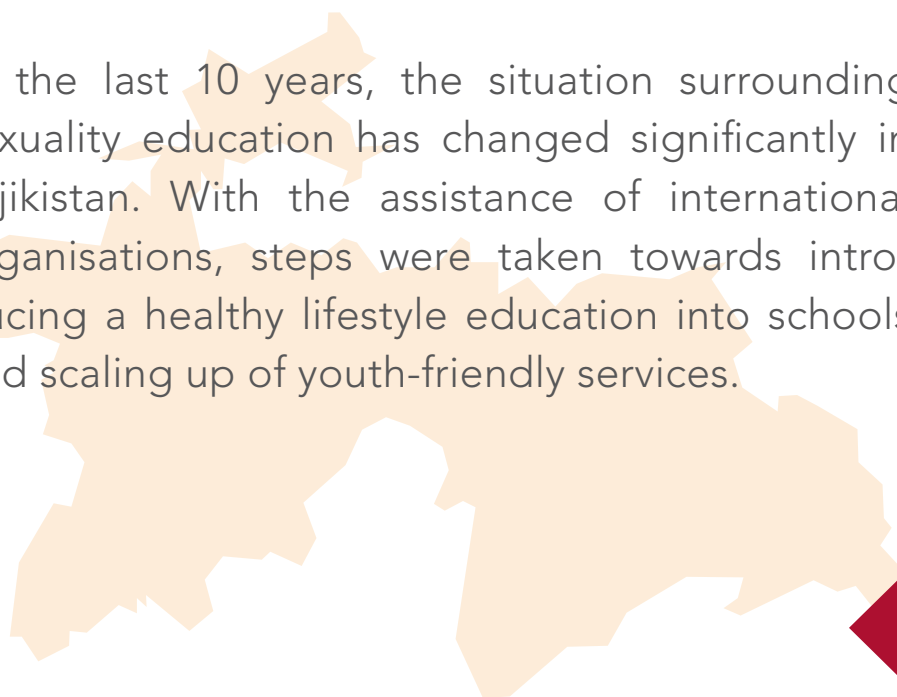 the last 10 years, the situation surrounding
xuality education has changed significantly in
jikistan. With the assistance of internationa
ganisations, steps were taken towards intro
ucing a healthy lifestyle education into schools
d scaling up of youth-friendly services.